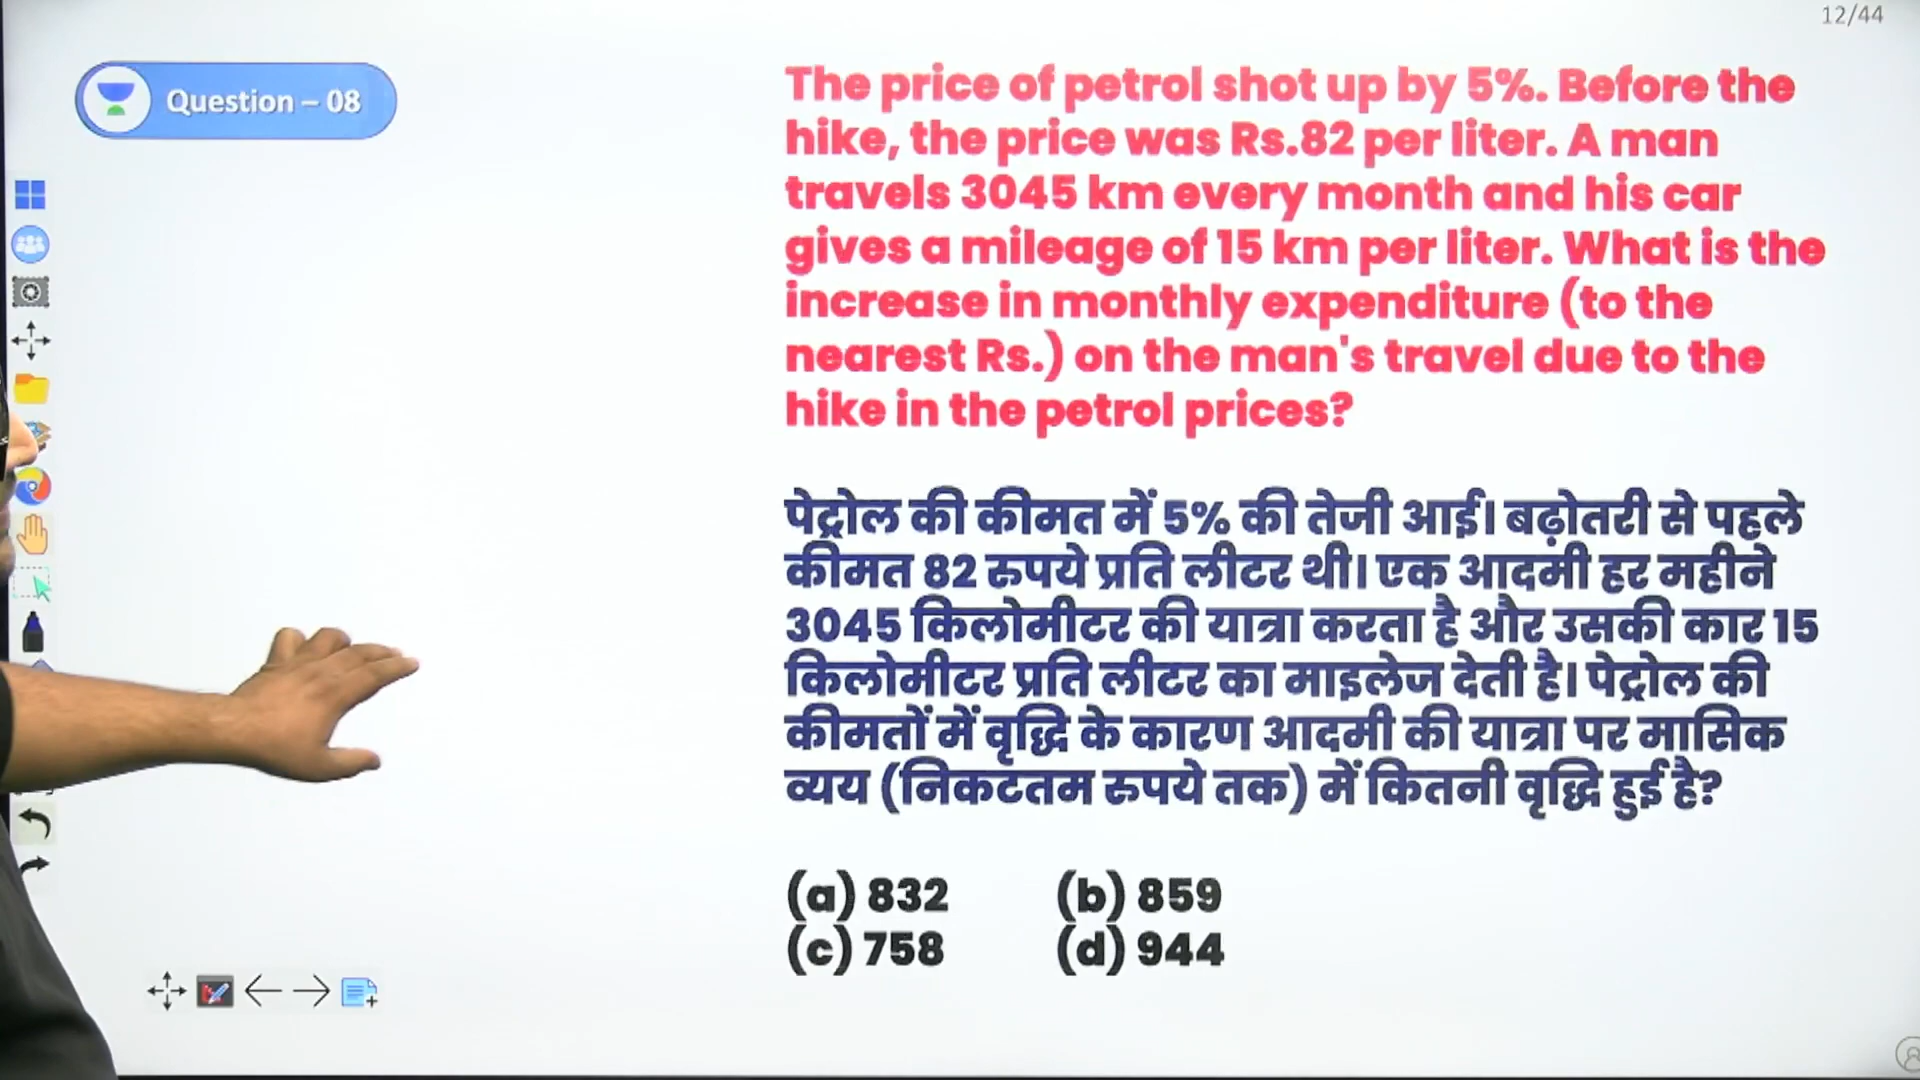 12/44
Question – 08
The price of petrol shot up by 5%. Before the
hike, the price was Rs.82 per liter. A man
travels 3045 km every month and his car
gives a mileage of 15 km per liter. What is the
increase in monthly expenditure (to the
nearest Rs.) on the man's travel due to the
hike in the petrol prices?
पेट्रोल की कीमत में 5% की तेजी आई। बढ़ोतरी से पहले
कीमत 82 रुपये प्रति लीटर थी। एक आदमी हर महीने
3045 किलोमीटर की यात्रा करता है और उसकी कार 15
किलोमीटर प्रति लीटर का माइलेज देती है। पेट्रोल की
कीमतों में वृद्धि के कारण आदमी की यात्रा पर मासिक
व्यय (निकटतम रुपये तक) में कितनी वृद्धि हुई है?
(a) 832 (b) 859
(c) 758 (d) 944